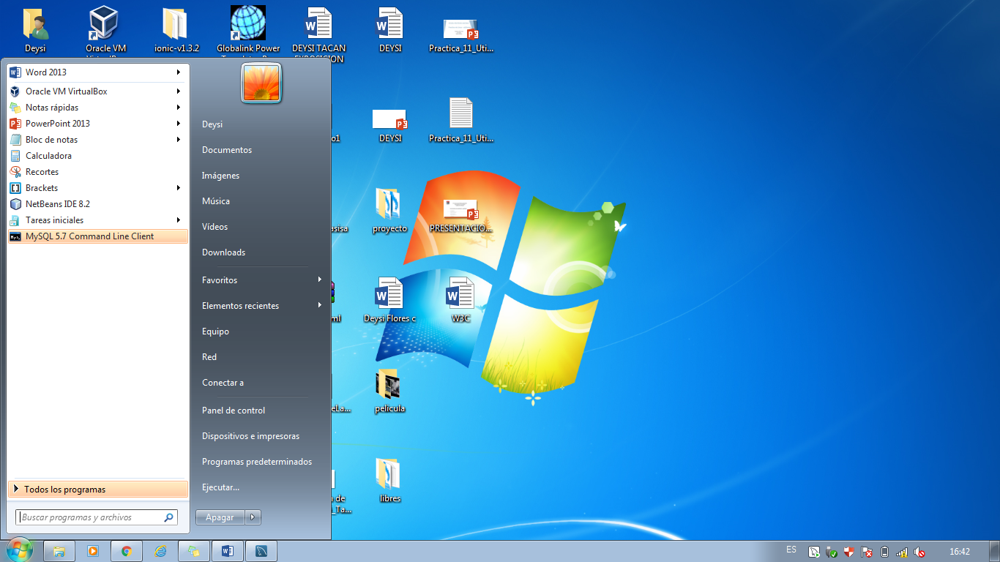 Deysi
Oracle VM
ionic-v1.3.2
Globalink Power
DEYSI TACAN
EXPOSICION
DEYSI
Practica_11_Uti...
Word 2013
Oracle VM VirtualBox
Notas rápidas
PowerPoint 2013
Bloc de notas
Calculadora
Recortes
Brackets
NetBeans IDE 8.2
Tareas iniciales
MySQL 5.7 Command Line Client
Todos los programas
Buscar programas y archivos
Deysi
Documentos
Imágenes
Música
Vídeos
Downloads
Favoritos
Elementos recientes
Equipo
Red
Conectar a
Panel de control
Dispositivos e impresoras
Programas predeterminados
Ejecutar...
Apagar
o1
DEYSI
Practica_11_Uti...
asisa
proyecto
PRESENTACIO...
ml
Deysi Flores c
W3C
eLa...
pelicula
a de
_Ta...
libres
ES
16:42